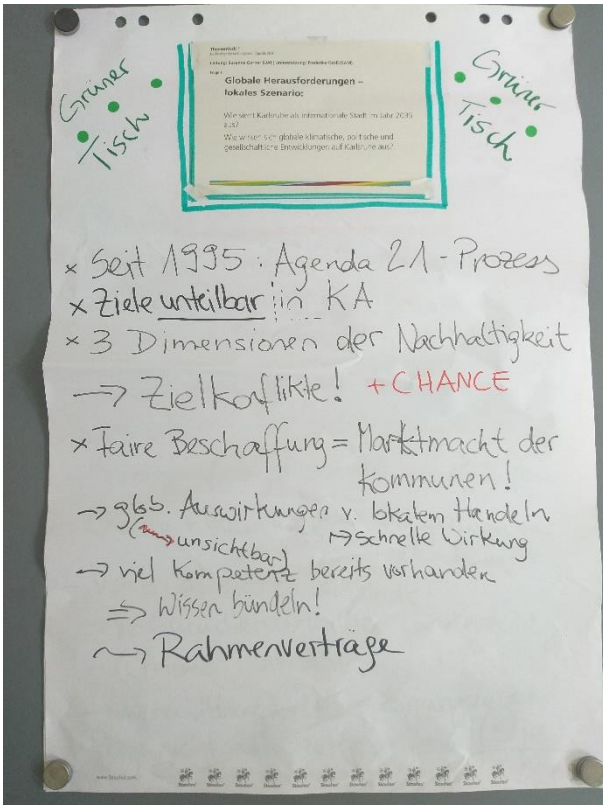 Grüner
Tisch
Grüner
Tisch
Globale Herausforderungen –
lokales Szenario:
Wie sieht Karlsruhe als internationale Stadt im Jahr 2035
aus?
Wie wirken sich globale klimatische, politische und
gesellschaftliche Entwicklungen auf Karlsruhe aus?
x Seit 1995: Agenda 21-Prozess
x Ziele unteilbar in KA
x 3 Dimensionen der Nachhaltigkeit
→ Zielkonflikte! + CHANCE
x Faire Beschaffung = Marktmacht der
Kommunen!
→ glob. Auswirkungen v. lokalem Handeln
(→ unsichtbar) → schnelle Wirkung
→ viel Kompetenz bereits vorhanden
⇒ Wissen bündeln!
→ Rahmenverträge